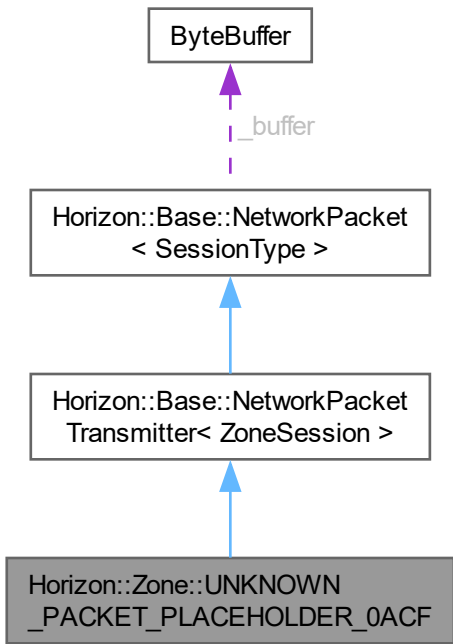 ByteBuffer
_buffer
Horizon::Base::NetworkPacket
< SessionType >
Horizon::Base::NetworkPacket
Transmitter< ZoneSession >
Horizon::Zone::UNKNOWN
_PACKET_PLACEHOLDER_0ACF